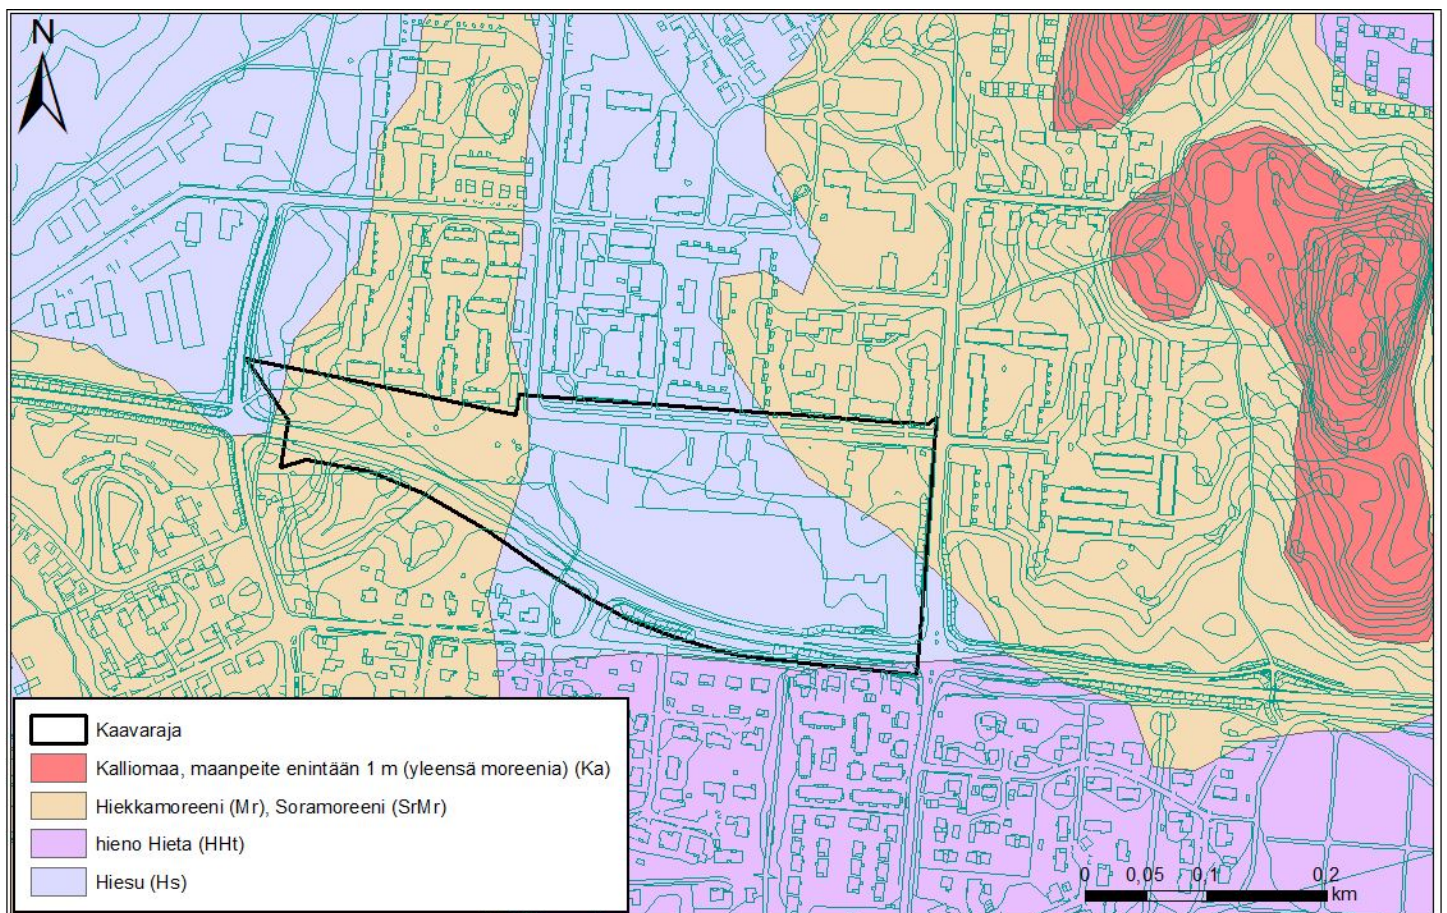 N
Kaavaraja
Kalliomaa, maanpeite enintään 1 m (yleensä moreenia) (Ka)
Hiekkamoreeni (Mr), Soramoreeni (SrMr)
hieno Hieta (HHt)
Hiesu (Hs)
0 0,05 0,1 0,2
km